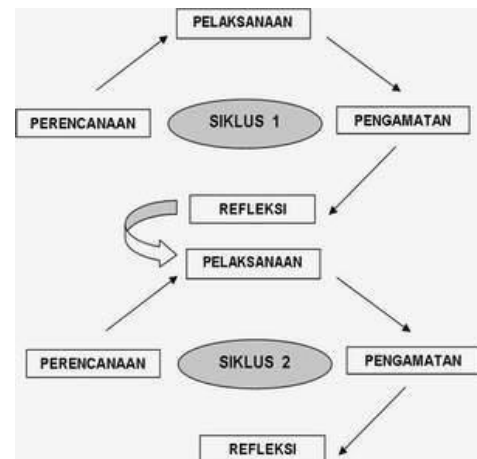 PELAKSANAAN
PERENCANAAN
SIKLUS 1
PENGAMATAN
REFLEKSI
PELAKSANAAN
PERENCANAAN
SIKLUS 2
PENGAMATAN
REFLEKSI